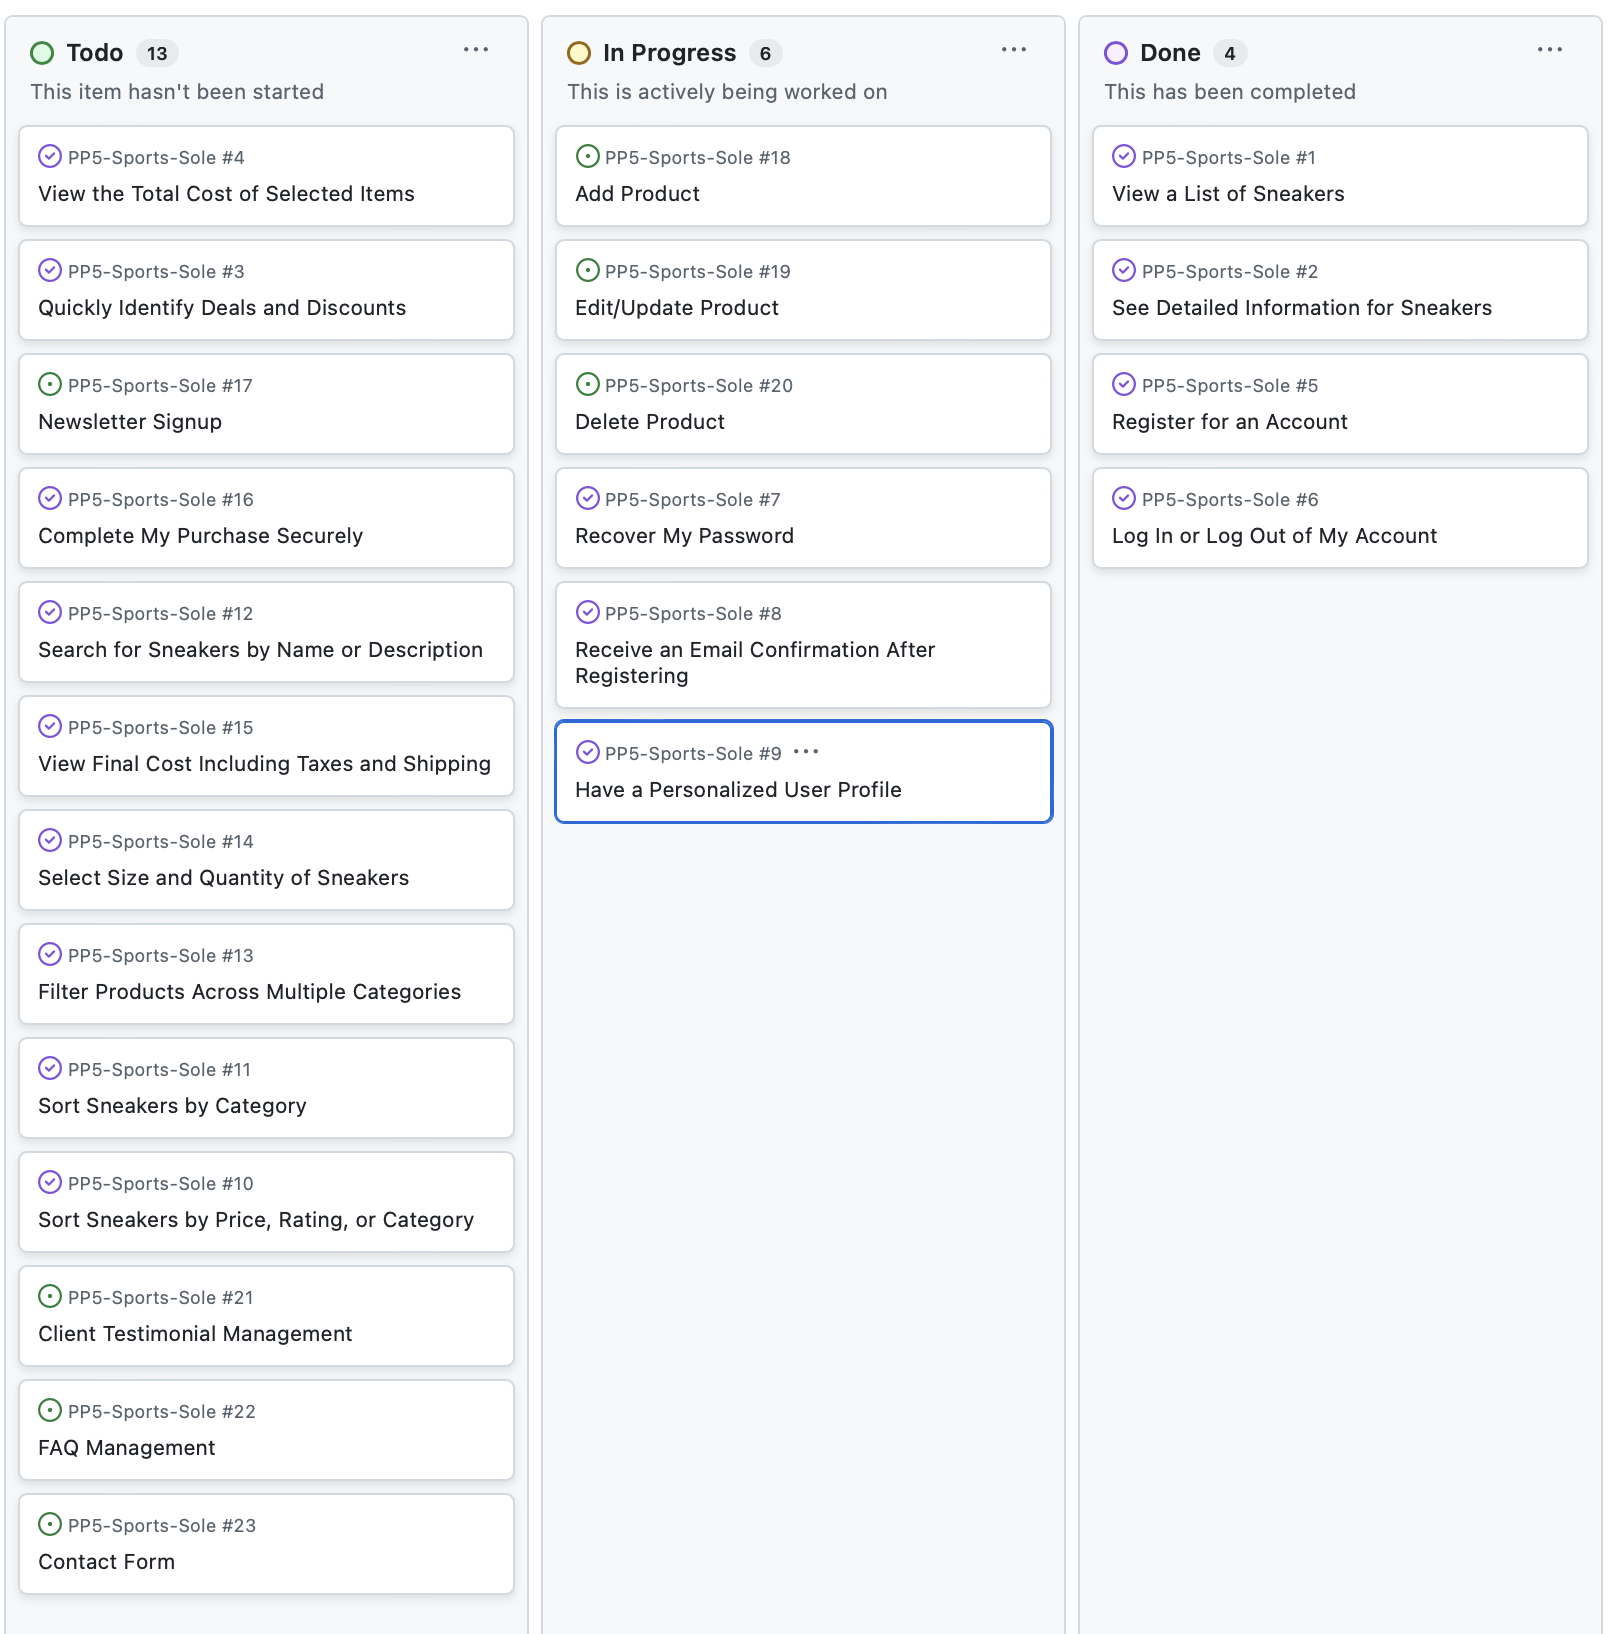 Todo 13
This item hasn't been started
PP5-Sports-Sole #4
View the Total Cost of Selected Items
PP5-Sports-Sole #3
Quickly Identify Deals and Discounts
PP5-Sports-Sole #17
Newsletter Signup
PP5-Sports-Sole #16
Complete My Purchase Securely
PP5-Sports-Sole #12
Search for Sneakers by Name or Description
PP5-Sports-Sole #15
View Final Cost Including Taxes and Shipping
PP5-Sports-Sole #14
Select Size and Quantity of Sneakers
PP5-Sports-Sole #13
Filter Products Across Multiple Categories
PP5-Sports-Sole #11
Sort Sneakers by Category
PP5-Sports-Sole #10
Sort Sneakers by Price, Rating, or Category
PP5-Sports-Sole #21
Client Testimonial Management
PP5-Sports-Sole #22
FAQ Management
PP5-Sports-Sole #23
Contact Form
In Progress 6
This is actively being worked on
PP5-Sports-Sole #18
Add Product
PP5-Sports-Sole #19
Edit/Update Product
PP5-Sports-Sole #20
Delete Product
PP5-Sports-Sole #7
Recover My Password
PP5-Sports-Sole #8
Receive an Email Confirmation After
Registering
PP5-Sports-Sole #9
Have a Personalized User Profile
Done 4
This has been completed
PP5-Sports-Sole #1
View a List of Sneakers
PP5-Sports-Sole #2
See Detailed Information for Sneakers
PP5-Sports-Sole #5
Register for an Account
PP5-Sports-Sole #6
Log In or Log Out of My Account